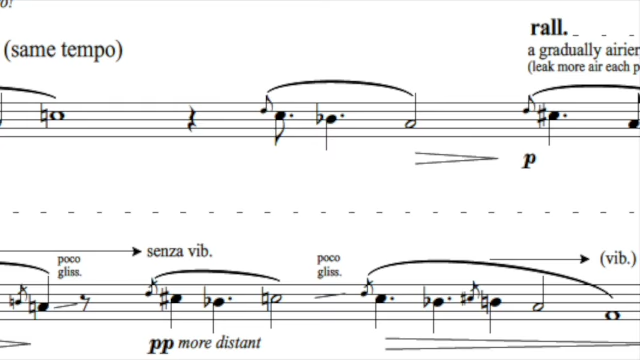 o!
rall.
(same tempo)
a gradually airier
(leak more air each p
p
senza vib.
poco
gliss.
poco
gliss.
(vib.)
pp more distant